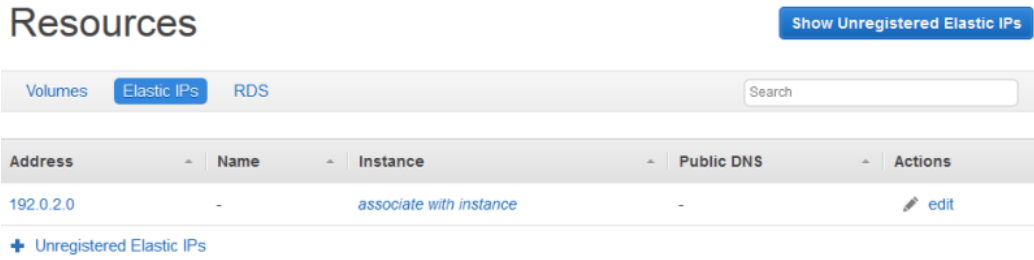 Resources
Show Unregistered Elastic IPs
Volumes Elastic IPs RDS Search
Address Name Instance Public DNS Actions
192.0.2.0 - associate with instance - edit
Unregistered Elastic IPs